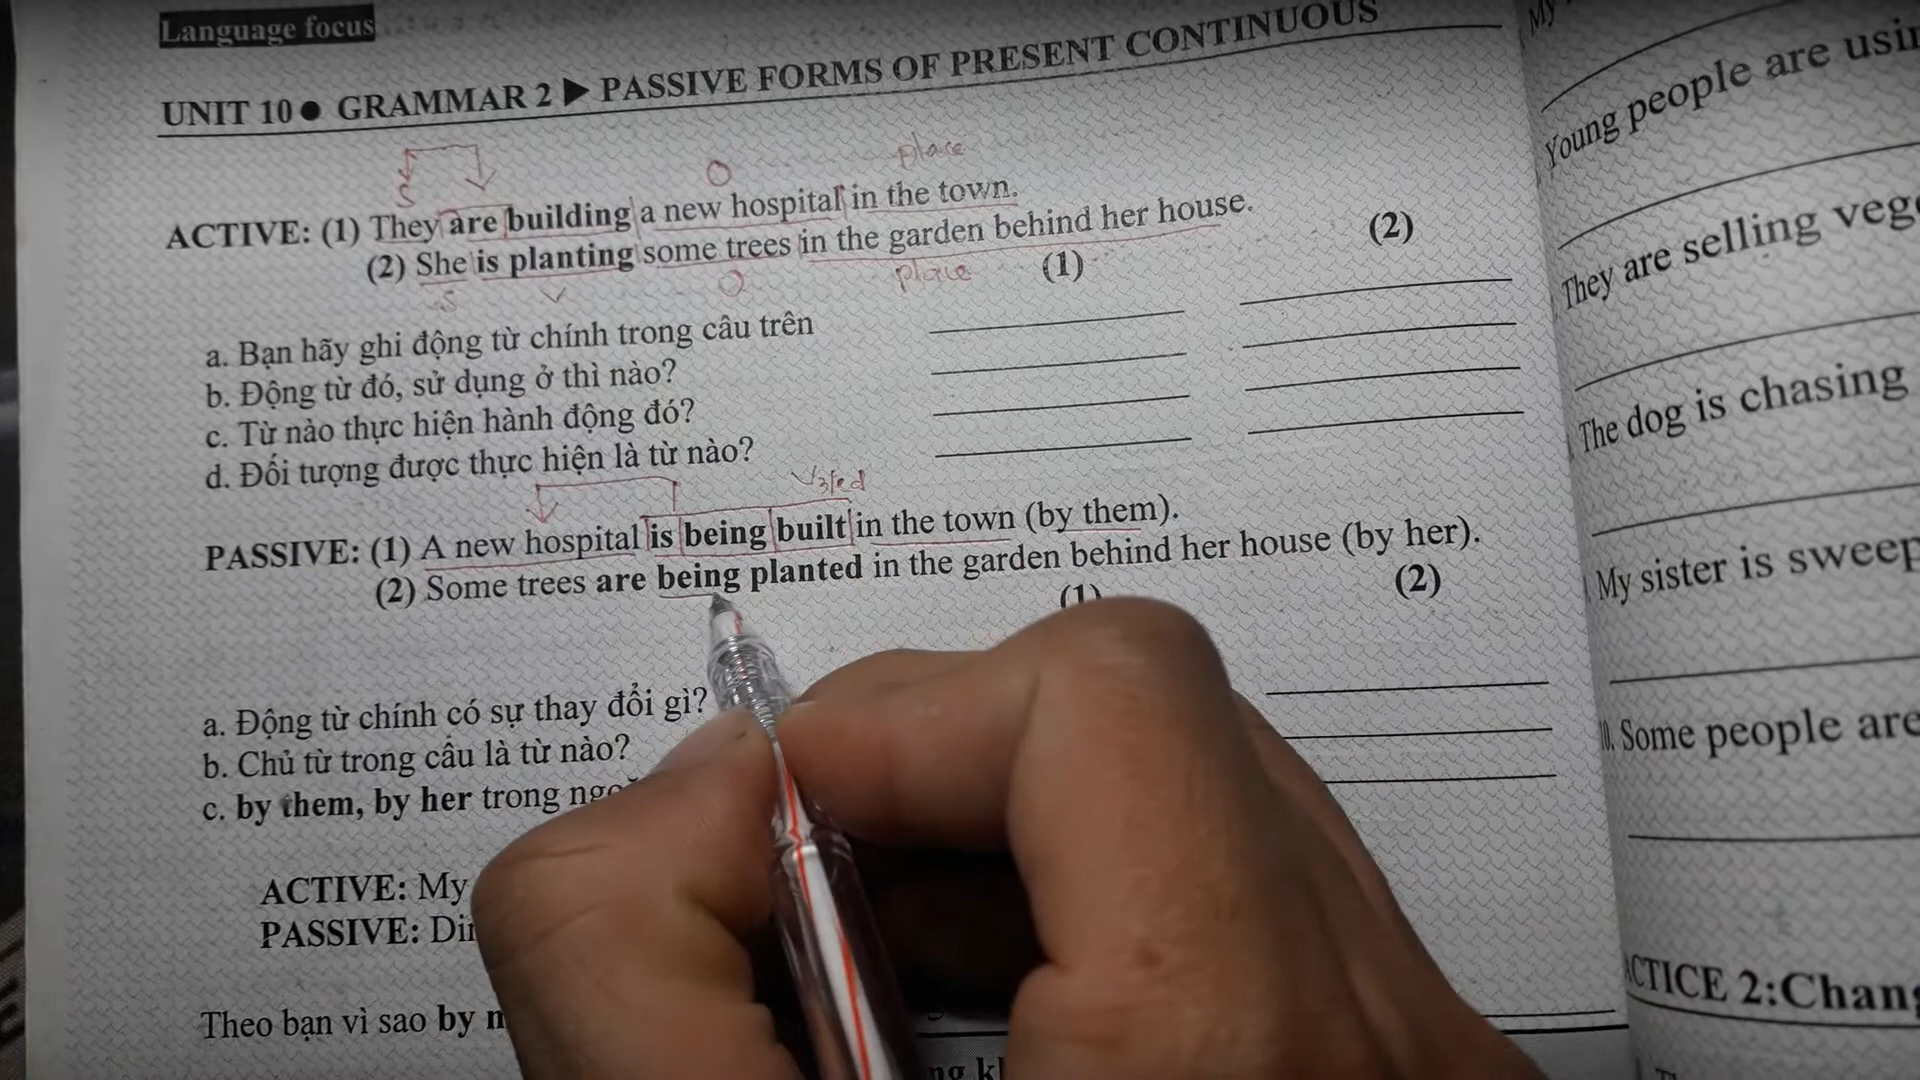 Language focus
UNIT 10 ● GRAMMAR 2 ▶ PASSIVE FORMS OF PRESENT CONTINUOUS
S O place
ACTIVE: (1) They are building a new hospital in the town.
(2) She is planting some trees in the garden behind her house.
S V O place
(1) (2)
a. Bạn hãy ghi động từ chính trong câu trên
b. Động từ đó, sử dụng ở thì nào?
c. Từ nào thực hiện hành động đó?
d. Đối tượng được thực hiện là từ nào?
V3/ed
PASSIVE: (1) A new hospital is being built in the town (by them).
(2) Some trees are being planted in the garden behind her house (by her).
(1) (2)
a. Động từ chính có sự thay đổi gì?
b. Chủ từ trong câu là từ nào?
c. by them, by her trong
ACTIVE: My
PASSIVE:
Theo bạn vì sao by
My
Young people are
They are selling
The dog is chasing
My sister is
10. Some people are
2: